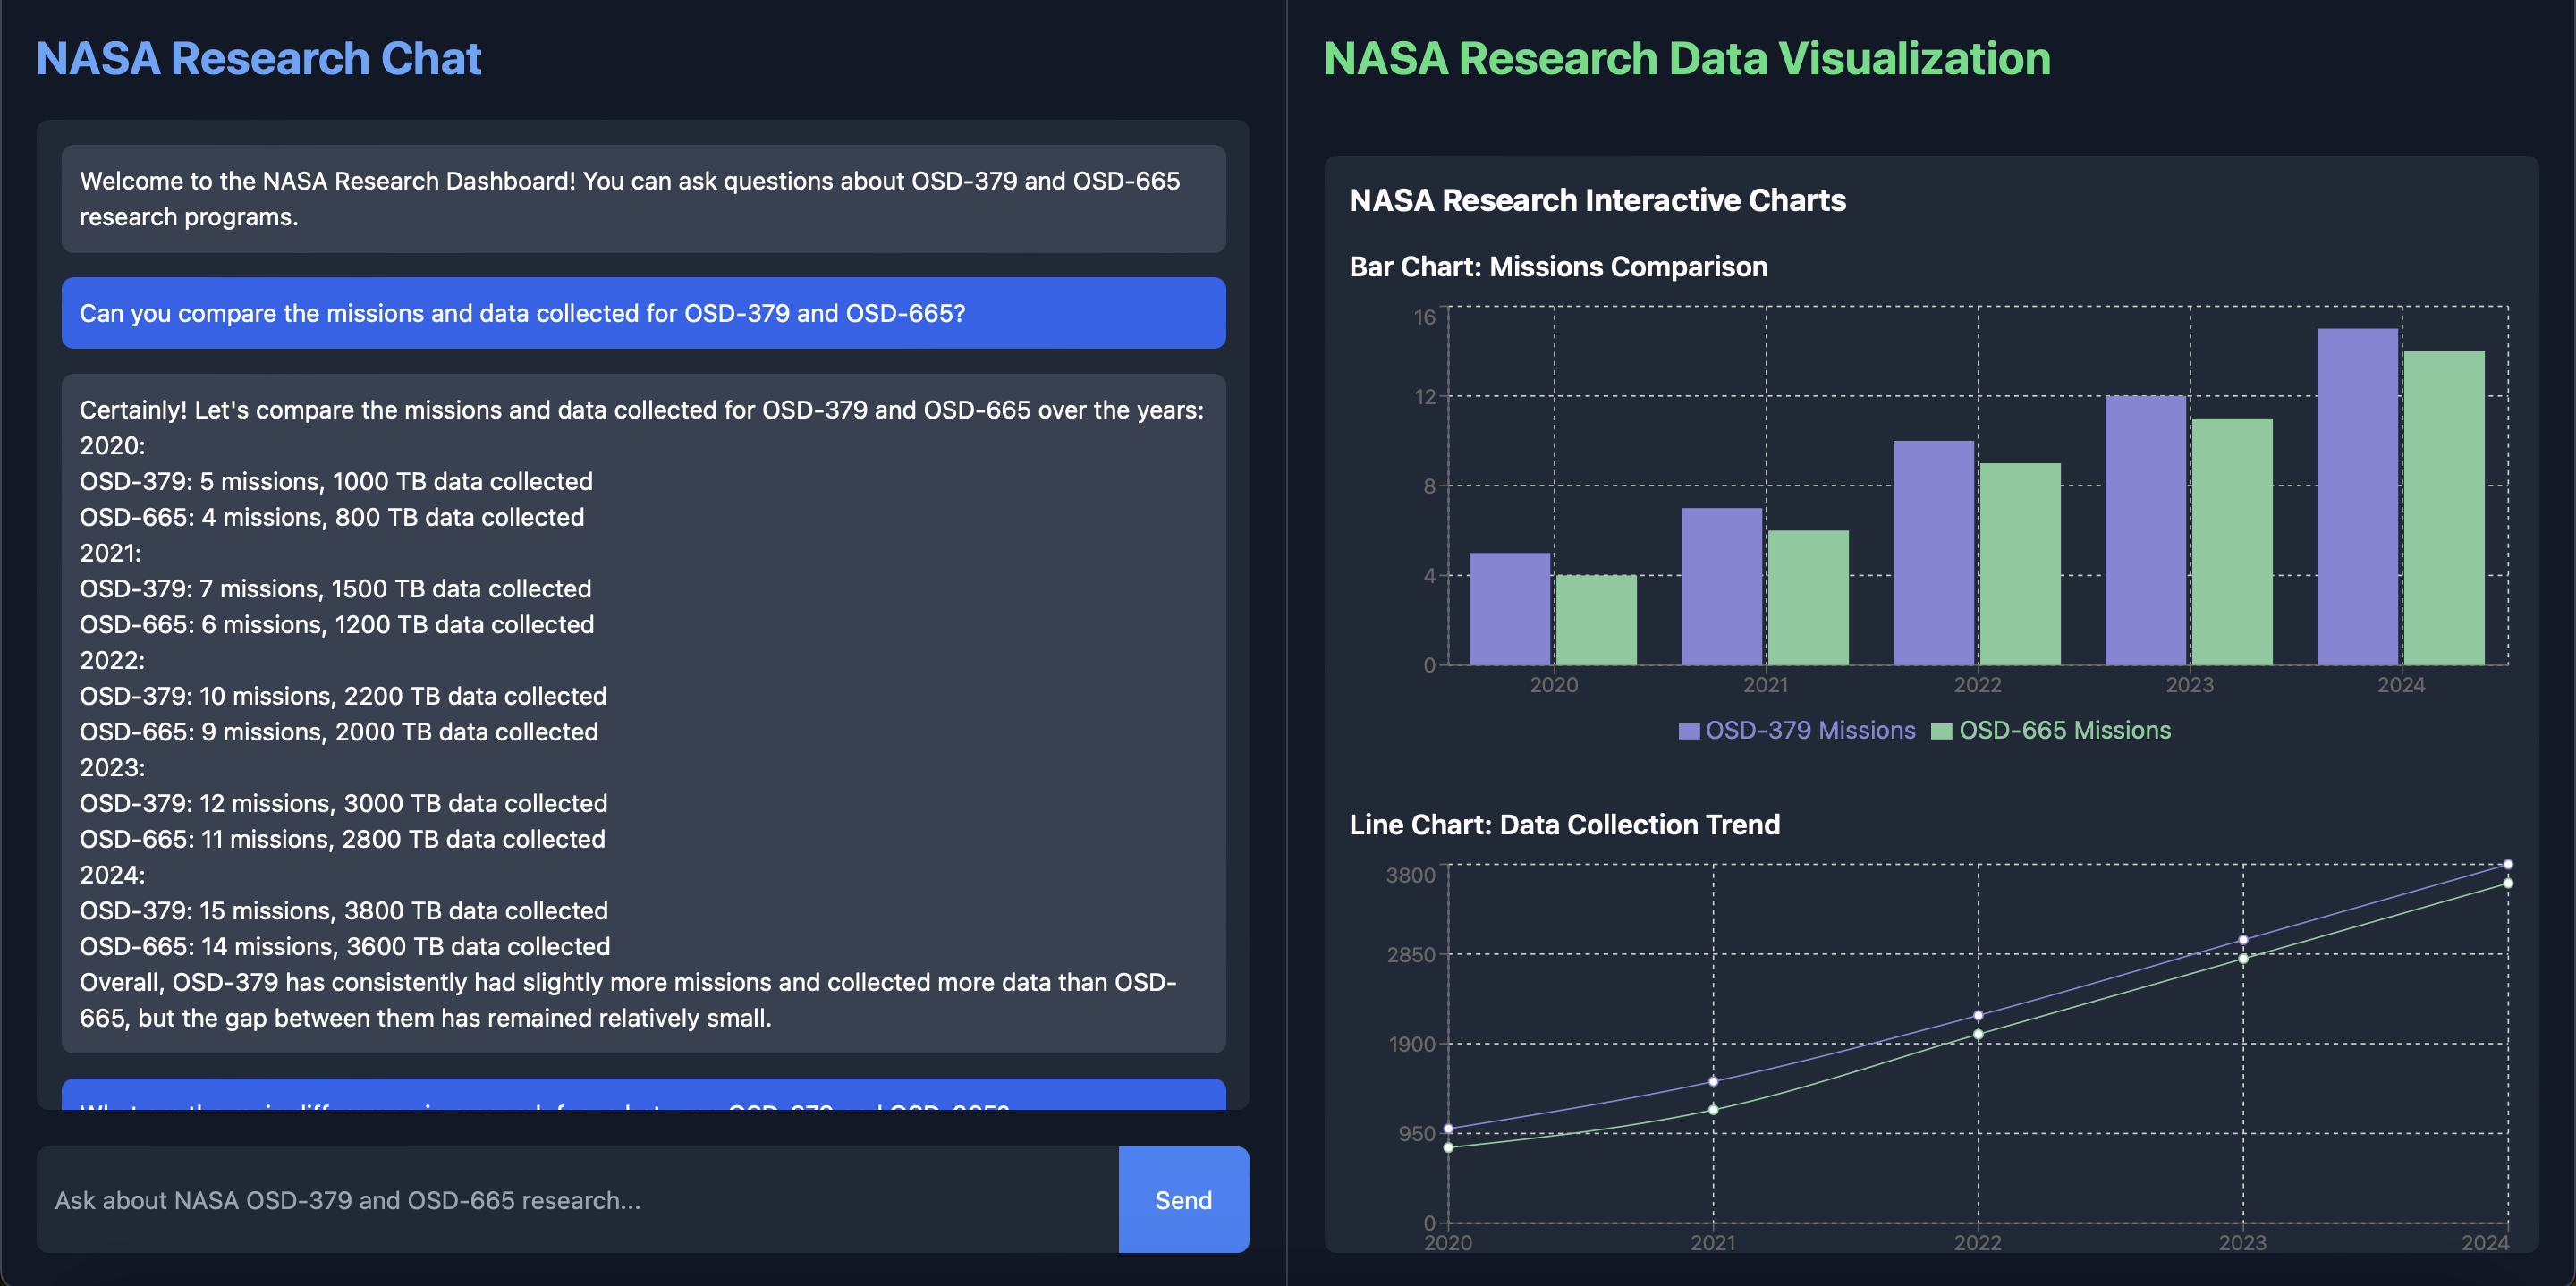 NASA Research Chat
Welcome to the NASA Research Dashboard! You can ask questions about OSD-379 and OSD-665
research programs.
Can you compare the missions and data collected for OSD-379 and OSD-665?
Certainly! Let's compare the missions and data collected for OSD-379 and OSD-665 over the years:
2020:
OSD-379: 5 missions, 1000 TB data collected
OSD-665: 4 missions, 800 TB data collected
2021:
OSD-379: 7 missions, 1500 TB data collected
OSD-665: 6 missions, 1200 TB data collected
2022:
OSD-379: 10 missions, 2200 TB data collected
OSD-665: 9 missions, 2000 TB data collected
2023:
OSD-379: 12 missions, 3000 TB data collected
OSD-665: 11 missions, 2800 TB data collected
2024:
OSD-379: 15 missions, 3800 TB data collected
OSD-665: 14 missions, 3600 TB data collected
Overall, OSD-379 has consistently had slightly more missions and collected more data than OSD-
665, but the gap between them has remained relatively small.
Ask about NASA OSD-379 and OSD-665 research...
Send
NASA Research Data Visualization
NASA Research Interactive Charts
Bar Chart: Missions Comparison
16
12
8
4
0
2020 2021 2022 2023 2024
OSD-379 Missions OSD-665 Missions
Line Chart: Data Collection Trend
3800
2850
1900
950
0
2020 2021 2022 2023 2024